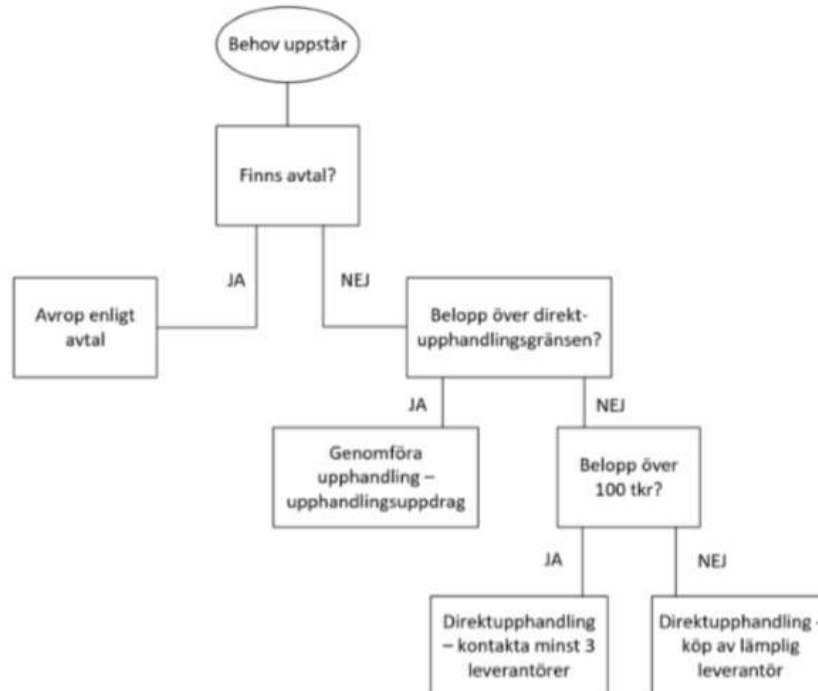 Behov uppstår
Finns avtal?
JA
NEJ
Avrop enligt
avtal
Belopp över direkt-
upphandlingsgränsen?
JA
NEJ
Genomföra
upphandling –
upphandlingsuppdrag
Belopp över
100 tkr?
JA
NEJ
Direktupphandling
– kontakta minst 3
leverantörer
Direktupphandling -
köp av lämplig
leverantör